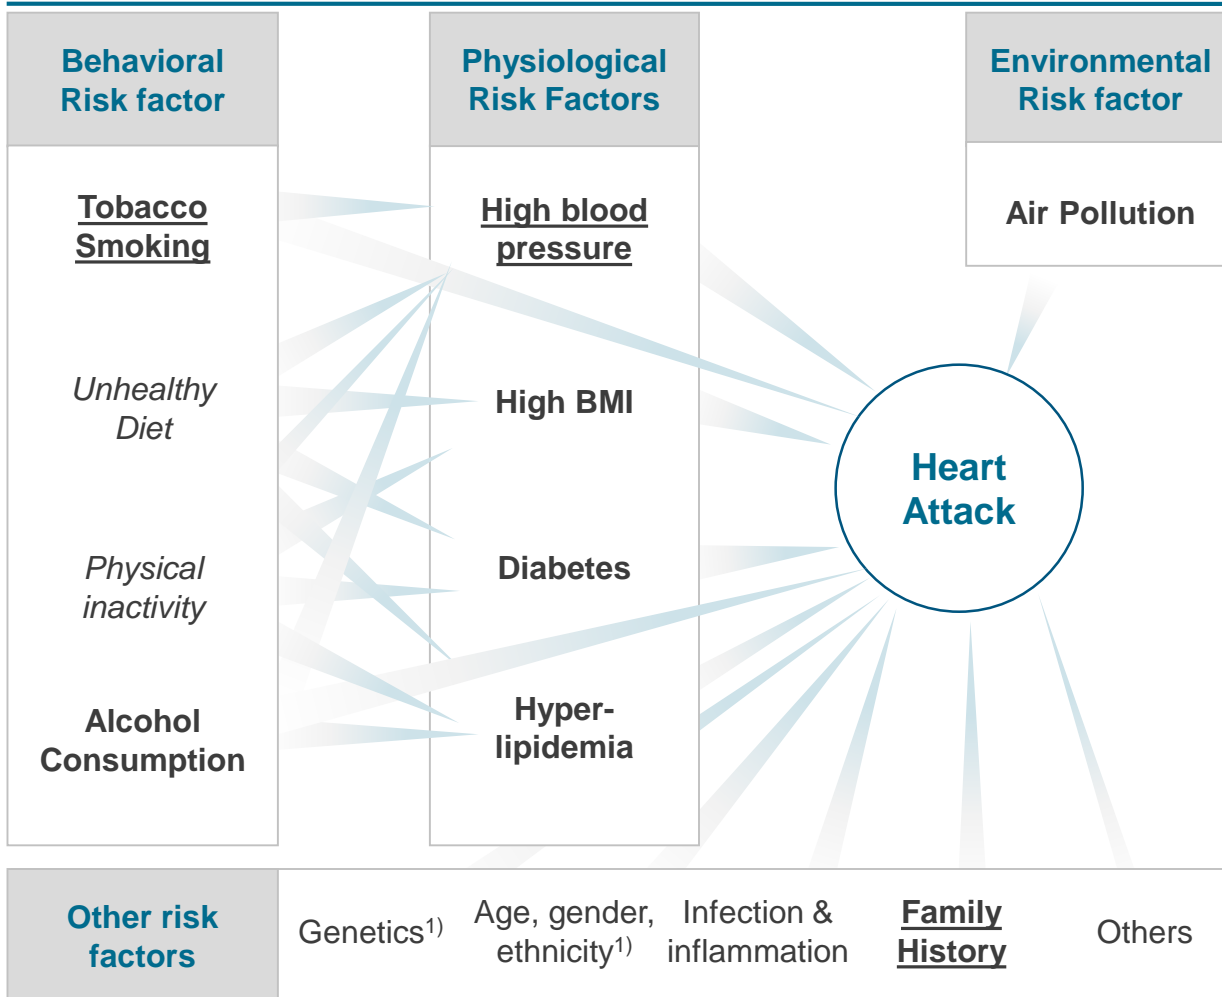 Behavioral
Risk factor
Physiological
Risk Factors
Environmental
Risk factor
Tobacco
Smoking
High blood
pressure
Air Pollution
Unhealthy
Diet
High BMI
Heart
Attack
Physical
inactivity
Diabetes
Alcohol
Consumption
Hyper-
lipidemia
Other risk
factors
Genetics1)
Age, gender,
ethnicity1)
Infection &
inflammation
Family
History
Others